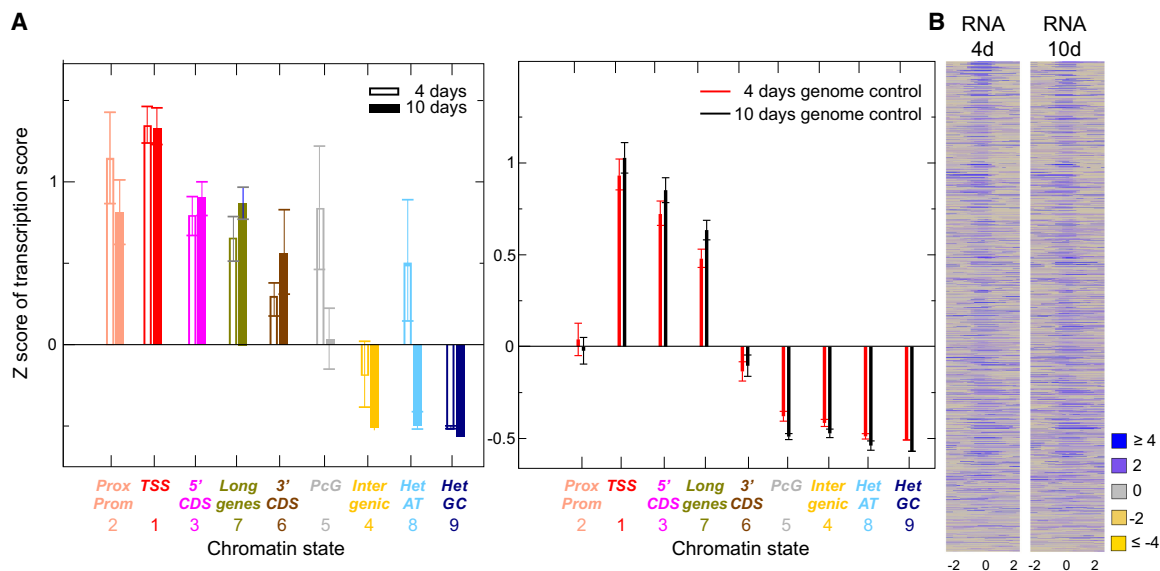 A
Z score of transcription score
1
0
4 days
10 days
Prox Prom
2
TSS
1
5' CDS
3
Long genes
7
3' CDS
6
PcG
5
Inter genic
4
Het AT
8
Het GC
9
Chromatin state
4 days genome control
10 days genome control
1
0.5
0
-0.5
Prox Prom
2
TSS
1
5' CDS
3
Long genes
7
3' CDS
6
PcG
5
Inter genic
4
Het AT
8
Het GC
9
Chromatin state
B
RNA
4d
RNA
10d
-2 0 2
-2 0 2
≥ 4
2
0
-2
≤ -4